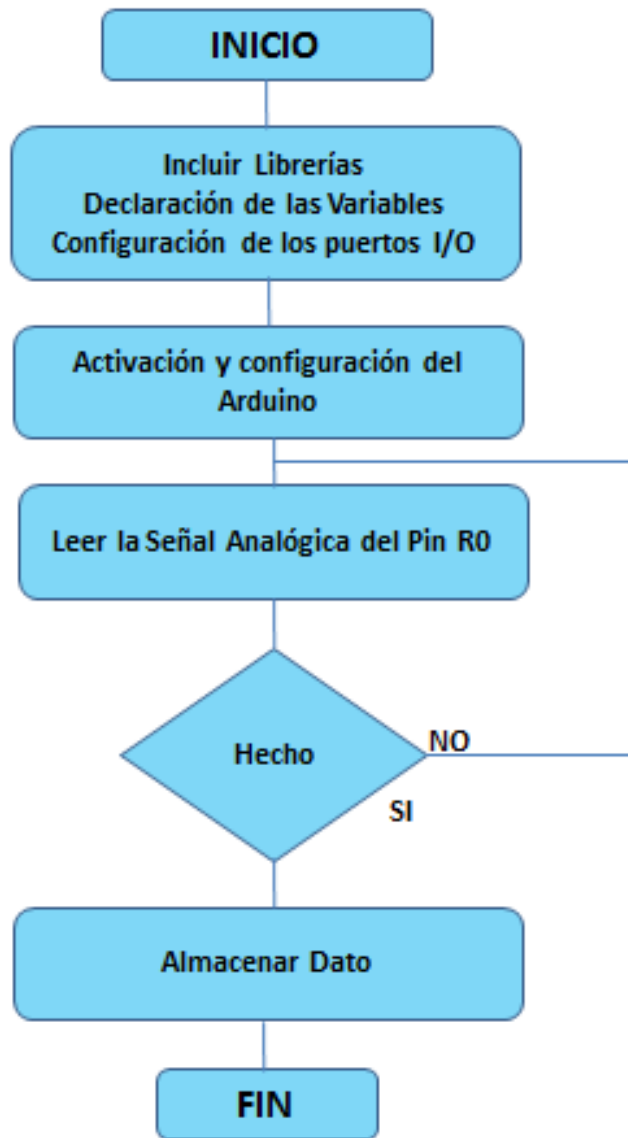 INICIO
Incluir Librerías
Declaración de las Variables
Configuración de los puertos I/O
Activación y configuración del
Arduino
Leer la Señal Analógica del Pin R0
Hecho
NO
SI
Almacenar Dato
FIN